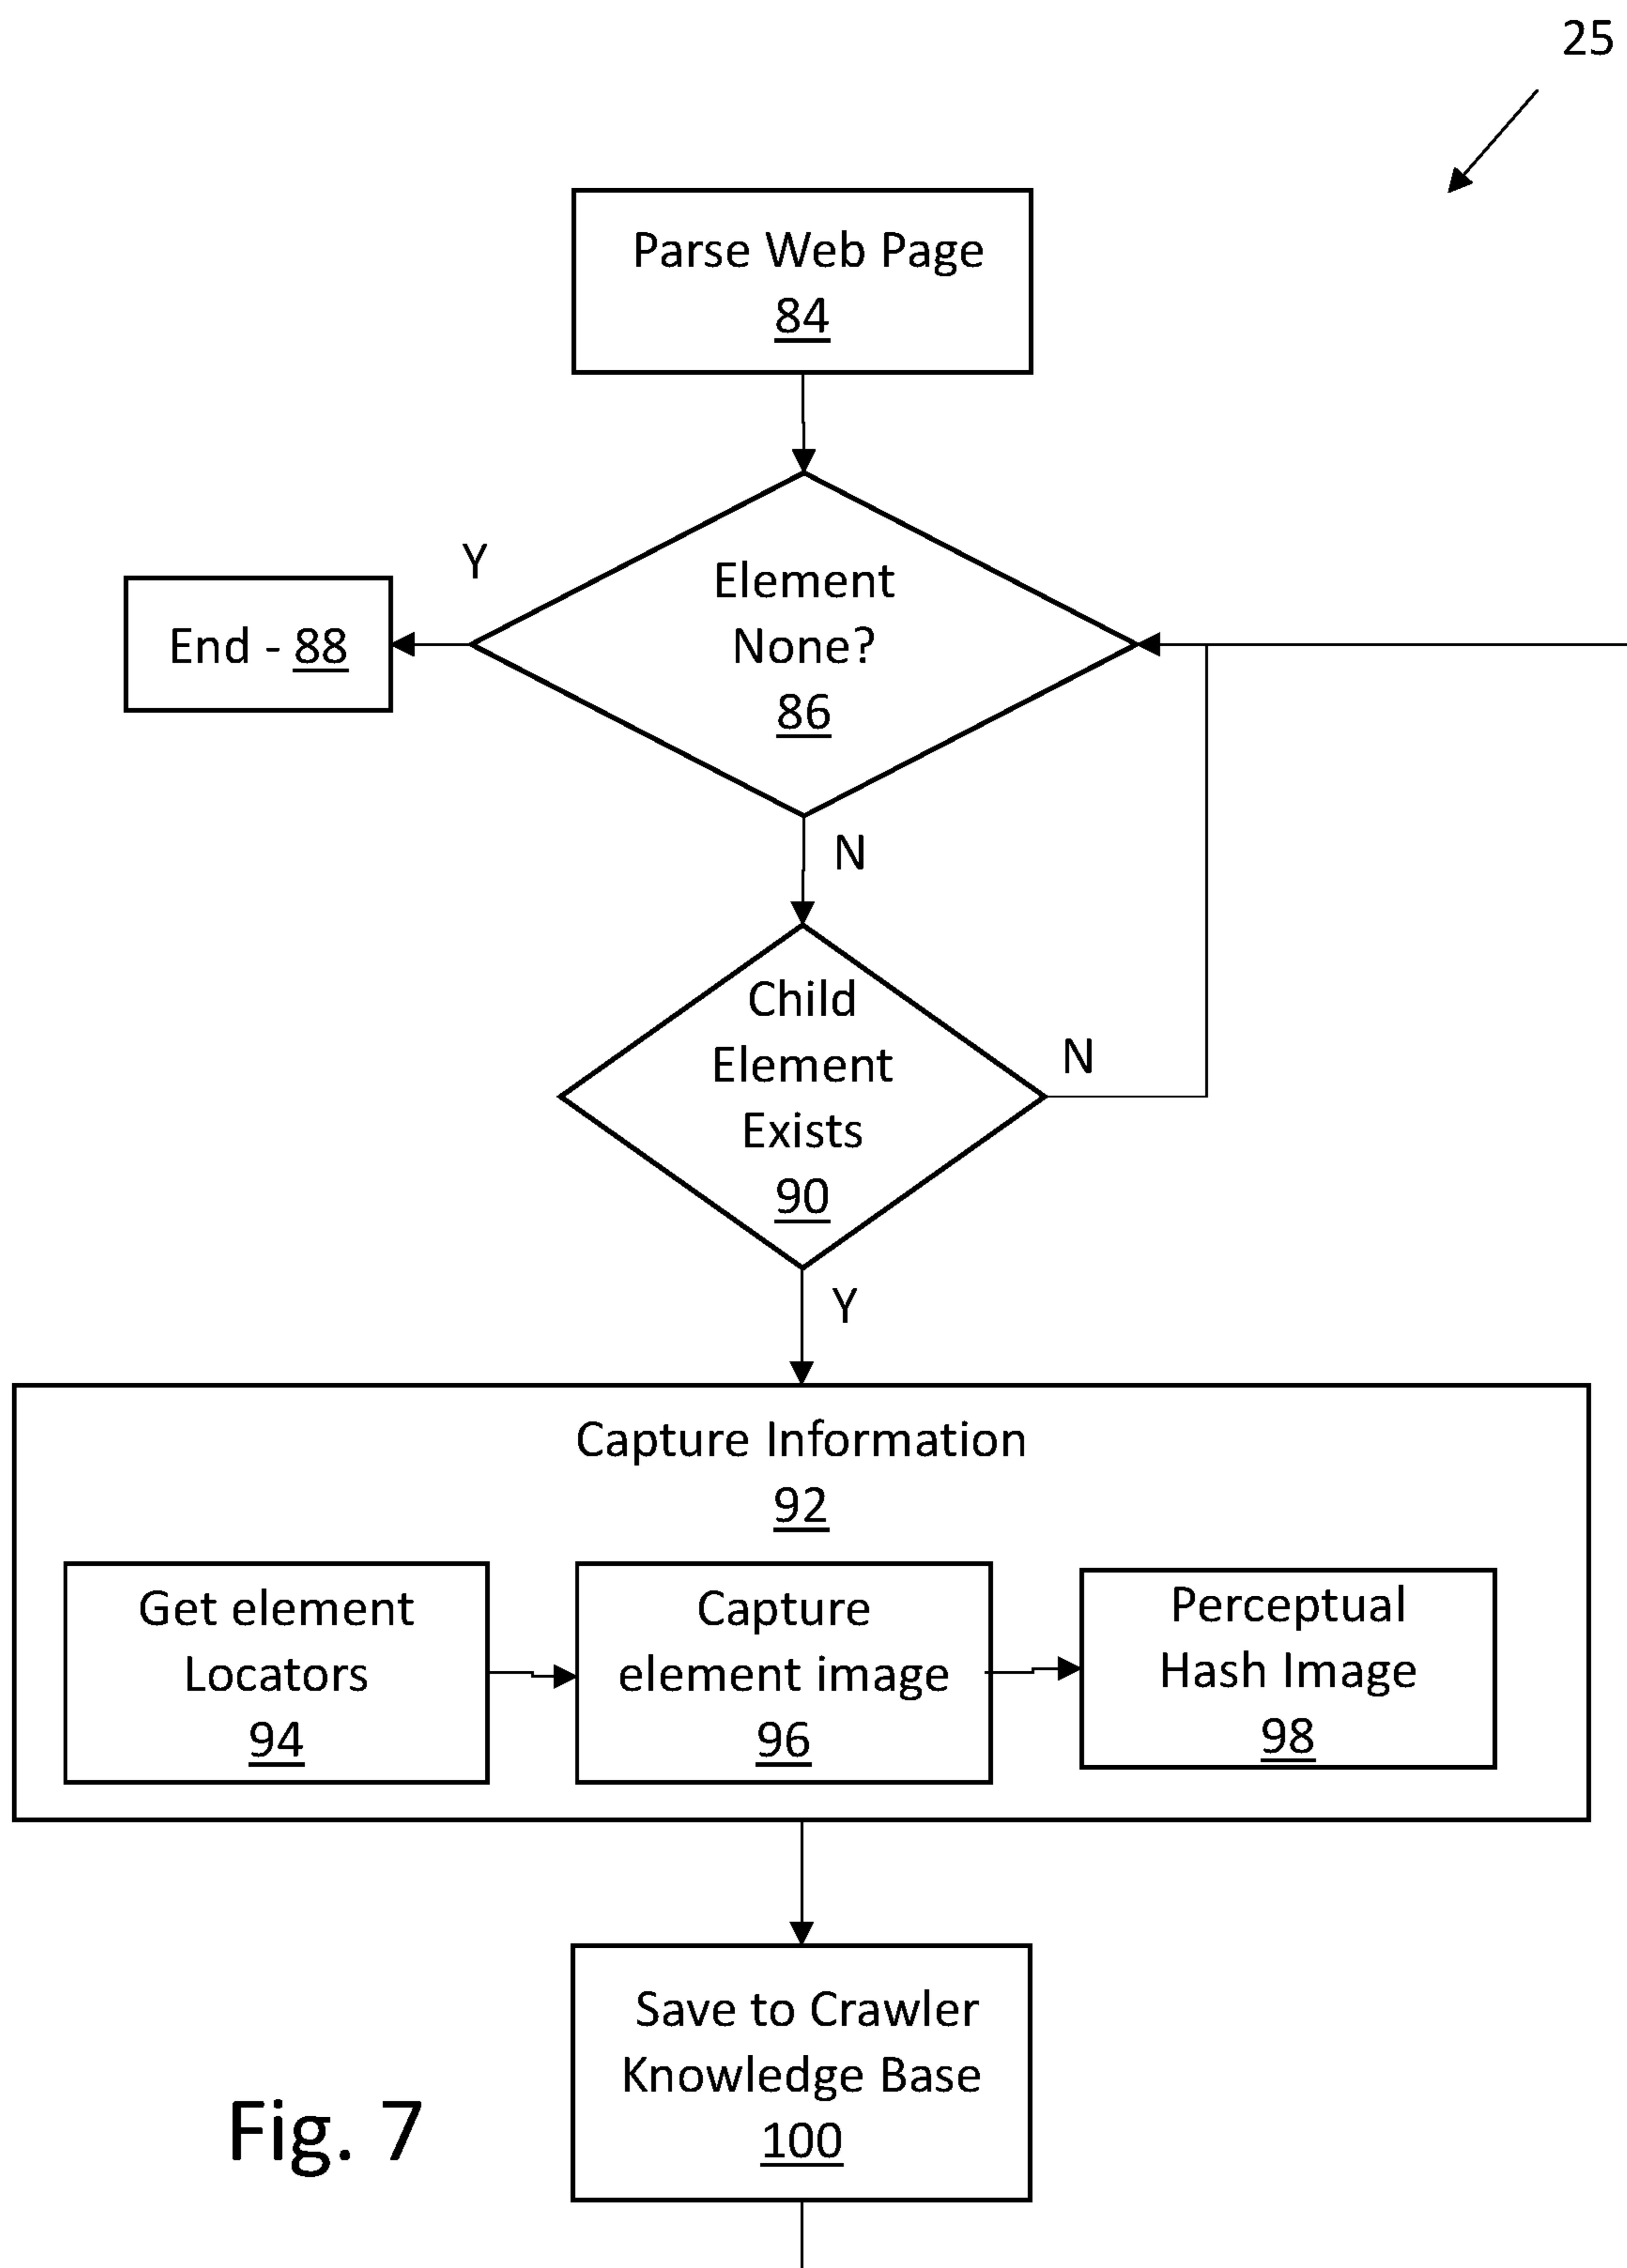 25
Parse Web Page
84
Y
Element
None?
86
End - 88
N
Child
Element
Exists
90
N
Y
Capture Information
92
Get element
Locators
94
Capture
element image
96
Perceptual
Hash Image
98
Save to Crawler
Knowledge Base
100
Fig. 7